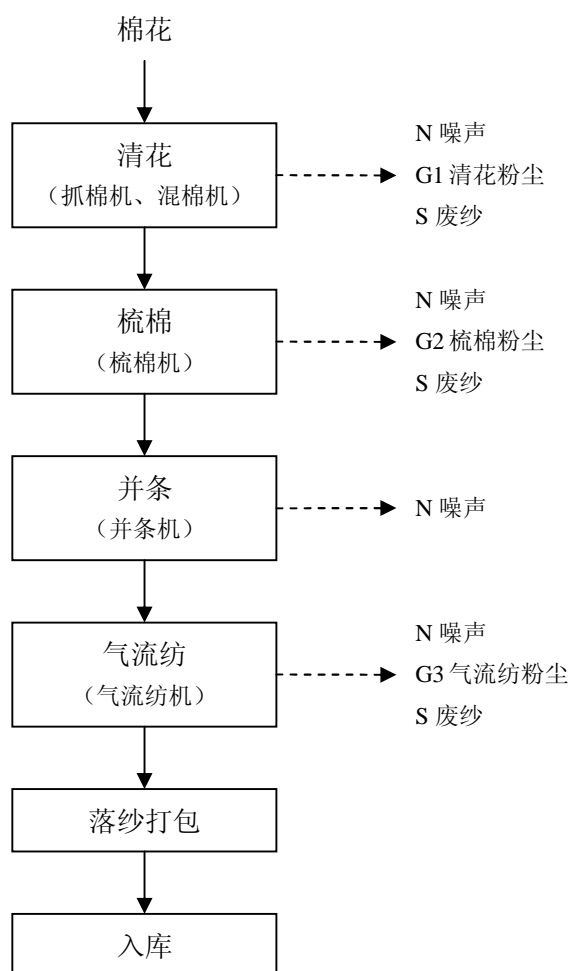 棉花
清花
（抓棉机、混棉机）
N 噪声
G1 清花粉尘
S 废纱
梳棉
（梳棉机）
N 噪声
G2 梳棉粉尘
S 废纱
并条
（并条机）
N 噪声
气流纺
（气流纺机）
N 噪声
G3 气流纺粉尘
S 废纱
落纱打包
入库